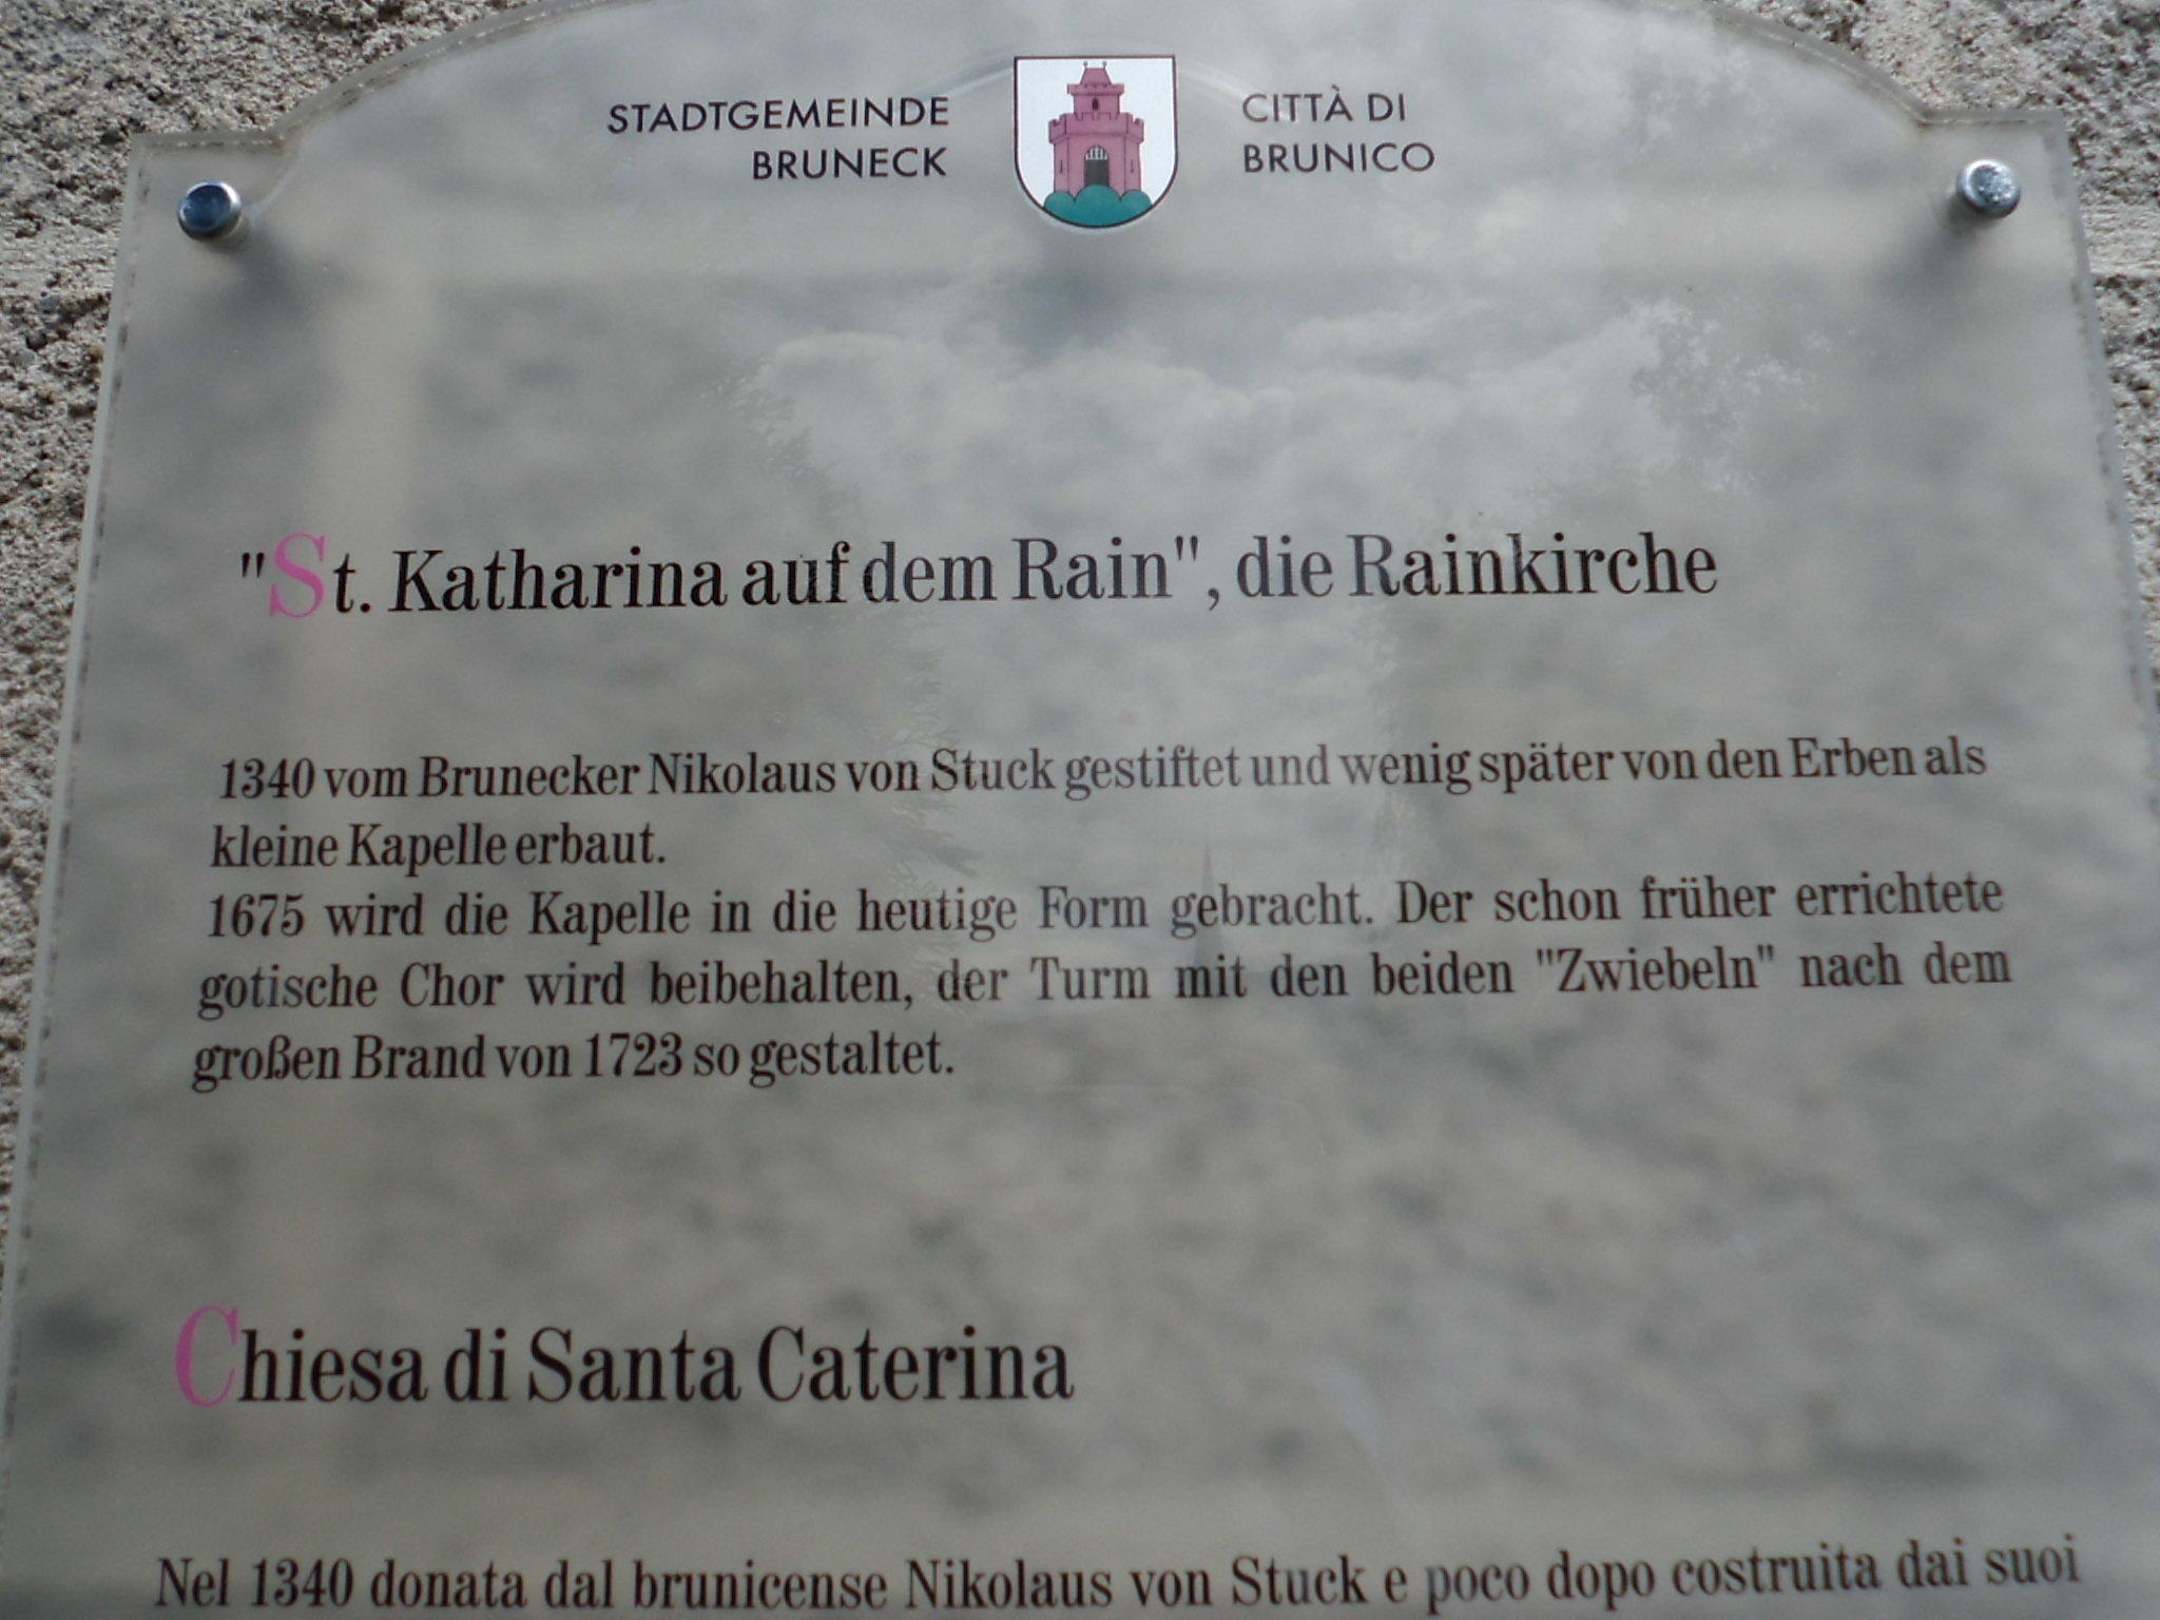 STADTGEMEINDE
BRUNECK
CITTÀ DI
BRUNICO
"St. Katharina auf dem Rain", die Rainkirche
1340 vom Brunecker Nikolaus von Stuck gestiftet und wenig später von den Erben als
kleine Kapelle erbaut.
1675 wird die Kapelle in die heutige Form gebracht. Der schon früher errichtete
gotische Chor wird beibehalten, der Turm mit den beiden "Zwiebeln" nach dem
großen Brand von 1723 so gestaltet.
Chiesa di Santa Caterina
Nel 1340 donata dal brunicense Nikolaus von Stuck e poco dopo costruita dai suoi